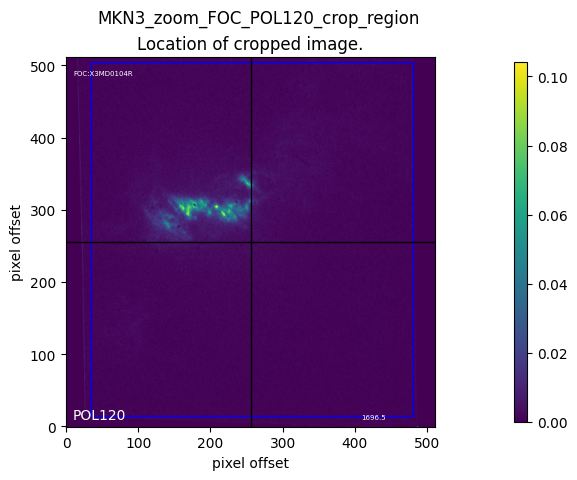 MKN3_zoom_FOC_POL120_crop_region
Location of cropped image.
FOC:X3MD0104R
500
400
300
200
100
0
pixel offset
POL120
1696.5
0 100 200 300 400 500
pixel offset
0.10
0.08
0.06
0.04
0.02
0.00